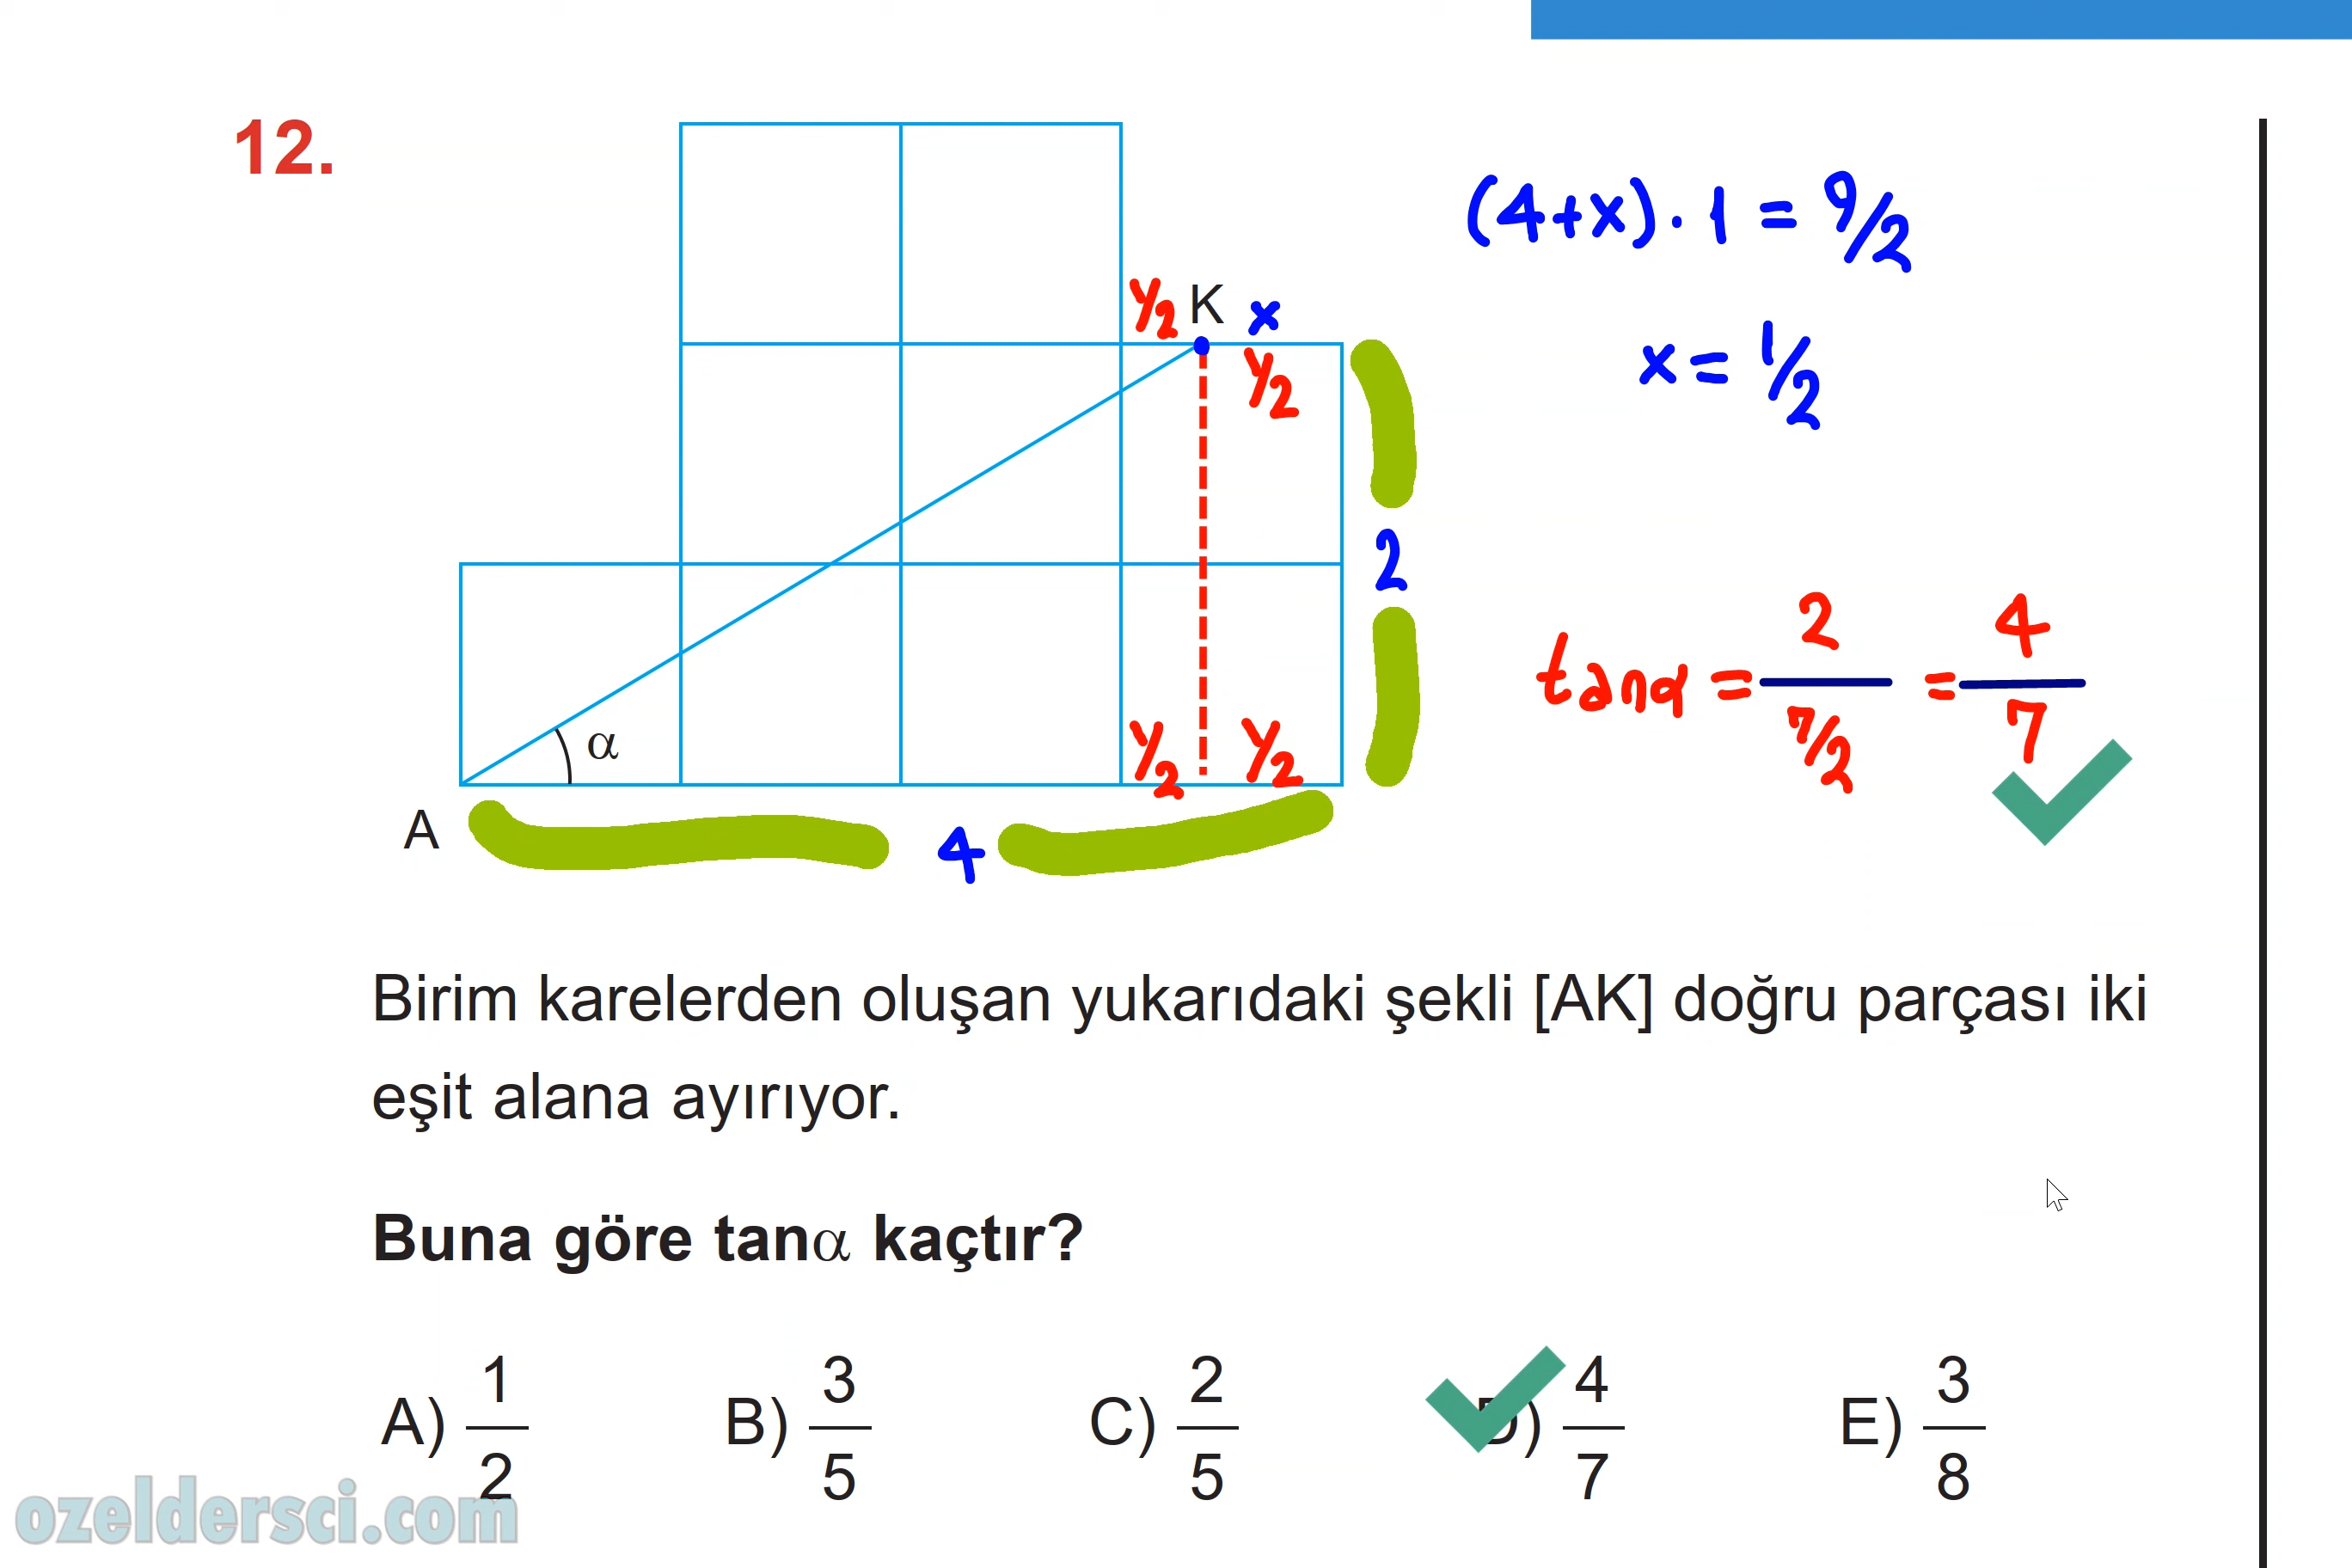 12.
(4+x).1 = 9/2
1/2 K x
1/2
x = 1/2
2
tanα = 2 / 7/2 = 4 / 7
α
1/2 1/2
A
4
Birim karelerden oluşan yukarıdaki şekli [AK] doğru parçası iki
eşit alana ayırıyor.
Buna göre tanα kaçtır?
A) 1/2 B) 3/5 C) 2/5 D) 4/7 E) 3/8
ozeldersci.com